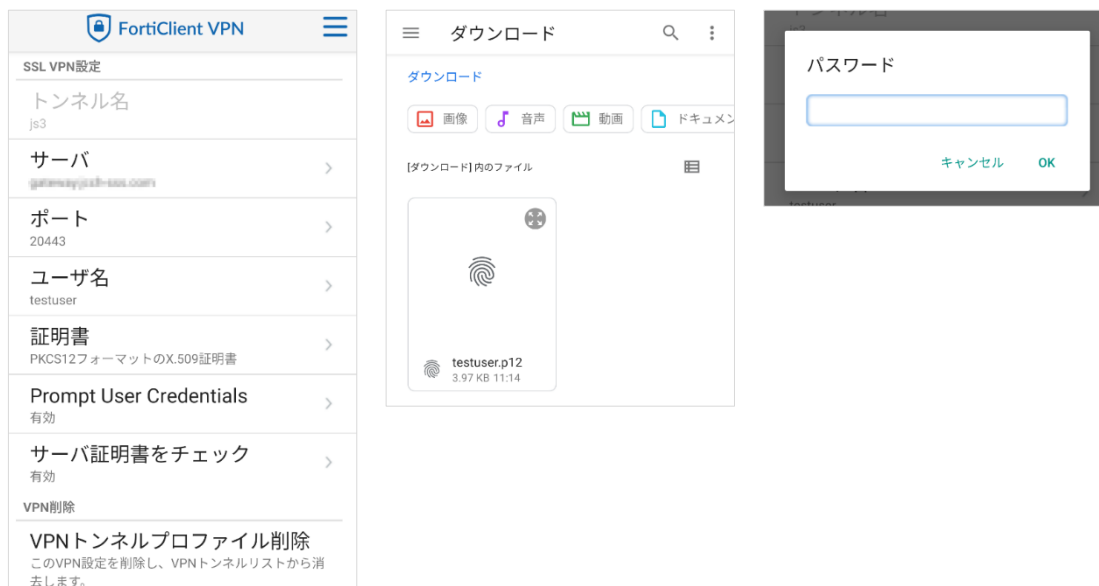 FortiClient VPN
SSL VPN設定
トンネル名
js3
サーバ
ポート
20443
ユーザ名
testuser
証明書
PKCS12フォーマットのX.509証明書
Prompt User Credentials
有効
サーバ証明書をチェック
有効
VPN削除
VPNトンネルプロファイル削除
このVPN設定を削除し、VPNトンネルリストから消
去します。
ダウンロード
ダウンロード
画像
音声
動画
ドキュメン
[ダウンロード] 内のファイル
testuser.p12
3.97 KB 11:14
パスワード
キャンセル
OK
testuser